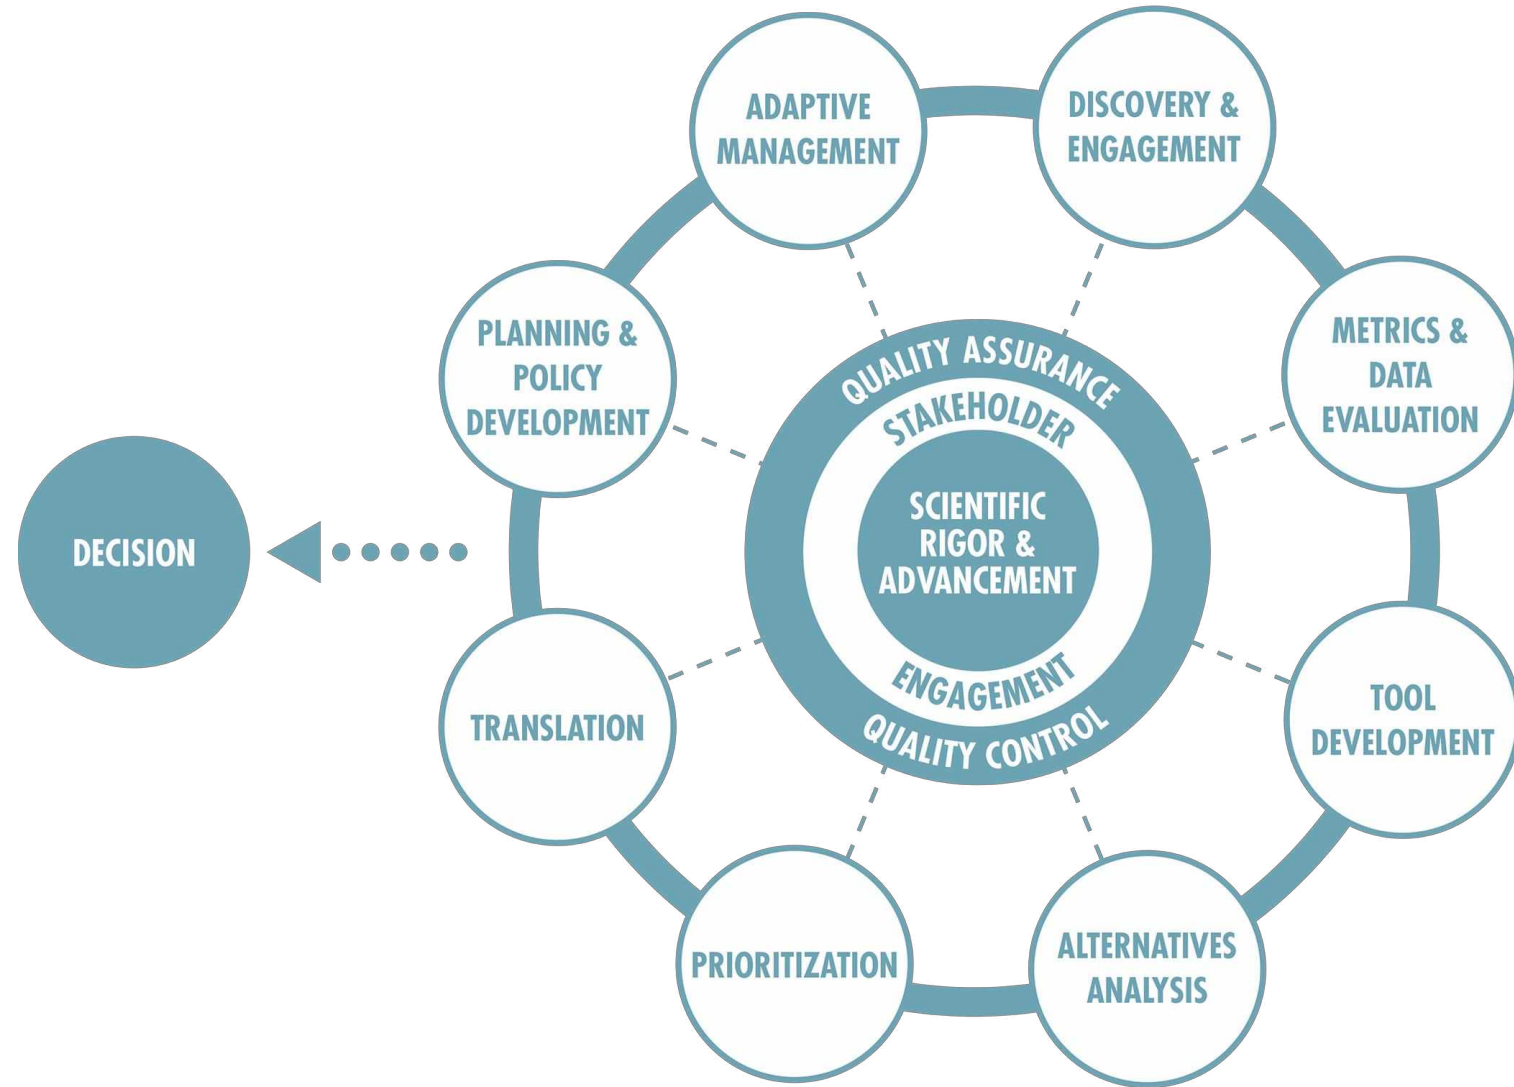 ADAPTIVE
MANAGEMENT
DISCOVERY &
ENGAGEMENT
METRICS &
DATA
EVALUATION
TOOL
DEVELOPMENT
ALTERNATIVES
ANALYSIS
PRIORITIZATION
TRANSLATION
PLANNING &
POLICY
DEVELOPMENT
DECISION
QUALITY ASSURANCE
STAKEHOLDER
SCIENTIFIC
RIGOR &
ADVANCEMENT
ENGAGEMENT
QUALITY CONTROL